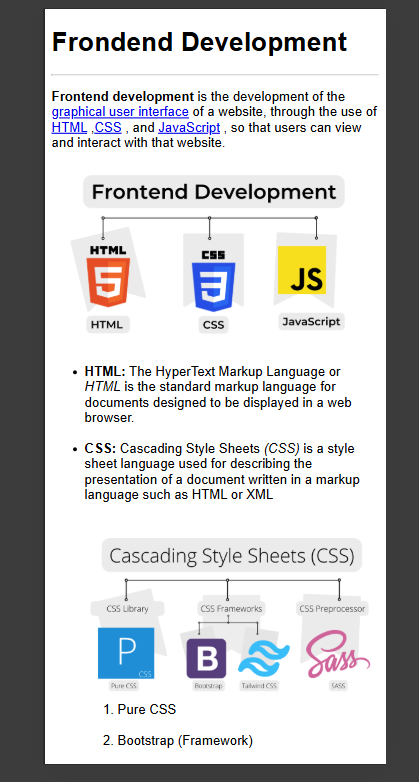 Frondend Development
Frontend development is the development of the
graphical user interface of a website, through the use of
HTML ,CSS , and JavaScript , so that users can view
and interact with that website.
Frontend Development
HTML
CSS
JS
HTML
CSS
JavaScript
• HTML: The HyperText Markup Language or
HTML is the standard markup language for
documents designed to be displayed in a web
browser.
• CSS: Cascading Style Sheets (CSS) is a style
sheet language used for describing the
presentation of a document written in a markup
language such as HTML or XML
Cascading Style Sheets (CSS)
CSS Library
CSS Frameworks
CSS Preprocessor
P
CSS
B
Sass
Pure CSS
Bootstrap
Tailwind CSS
SASS
1. Pure CSS
2. Bootstrap (Framework)